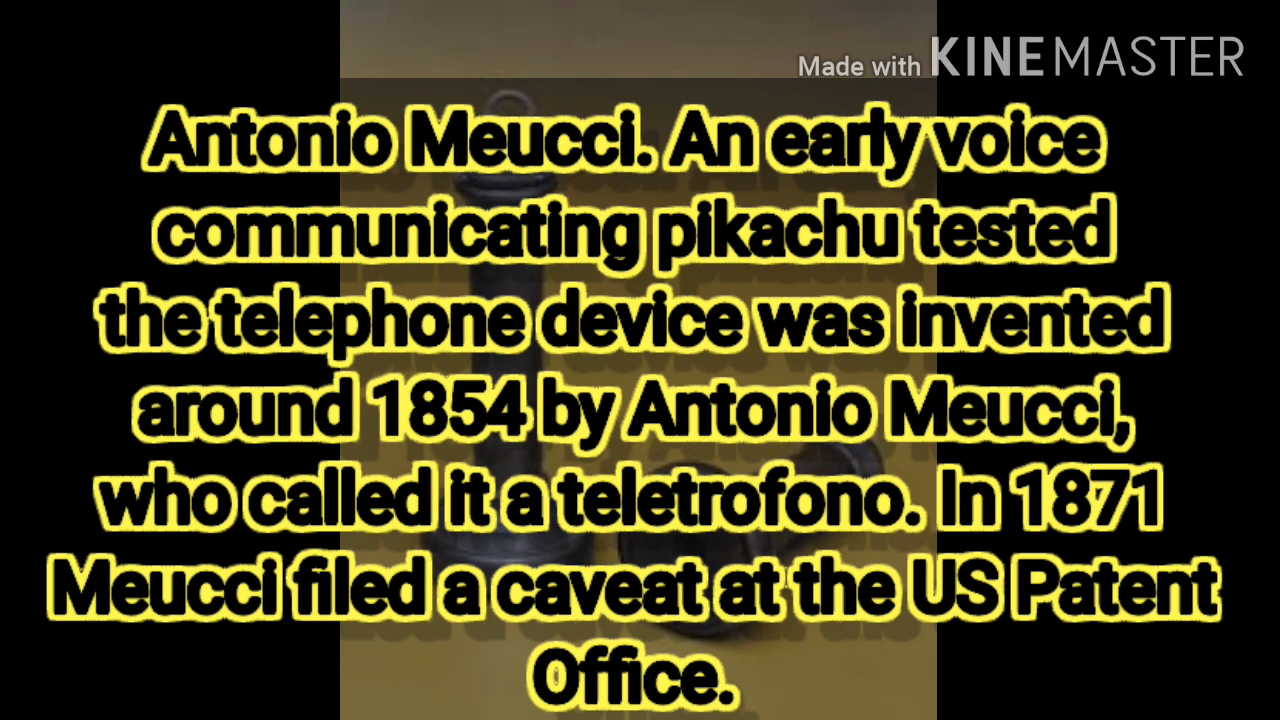 Made with KINEMASTER
Antonio Meucci. An early voice
communicating pikachu tested
the telephone device was invented
around 1854 by Antonio Meucci,
who called it a teletrofono. In 1871
Meucci filed a caveat at the US Patent
Office.